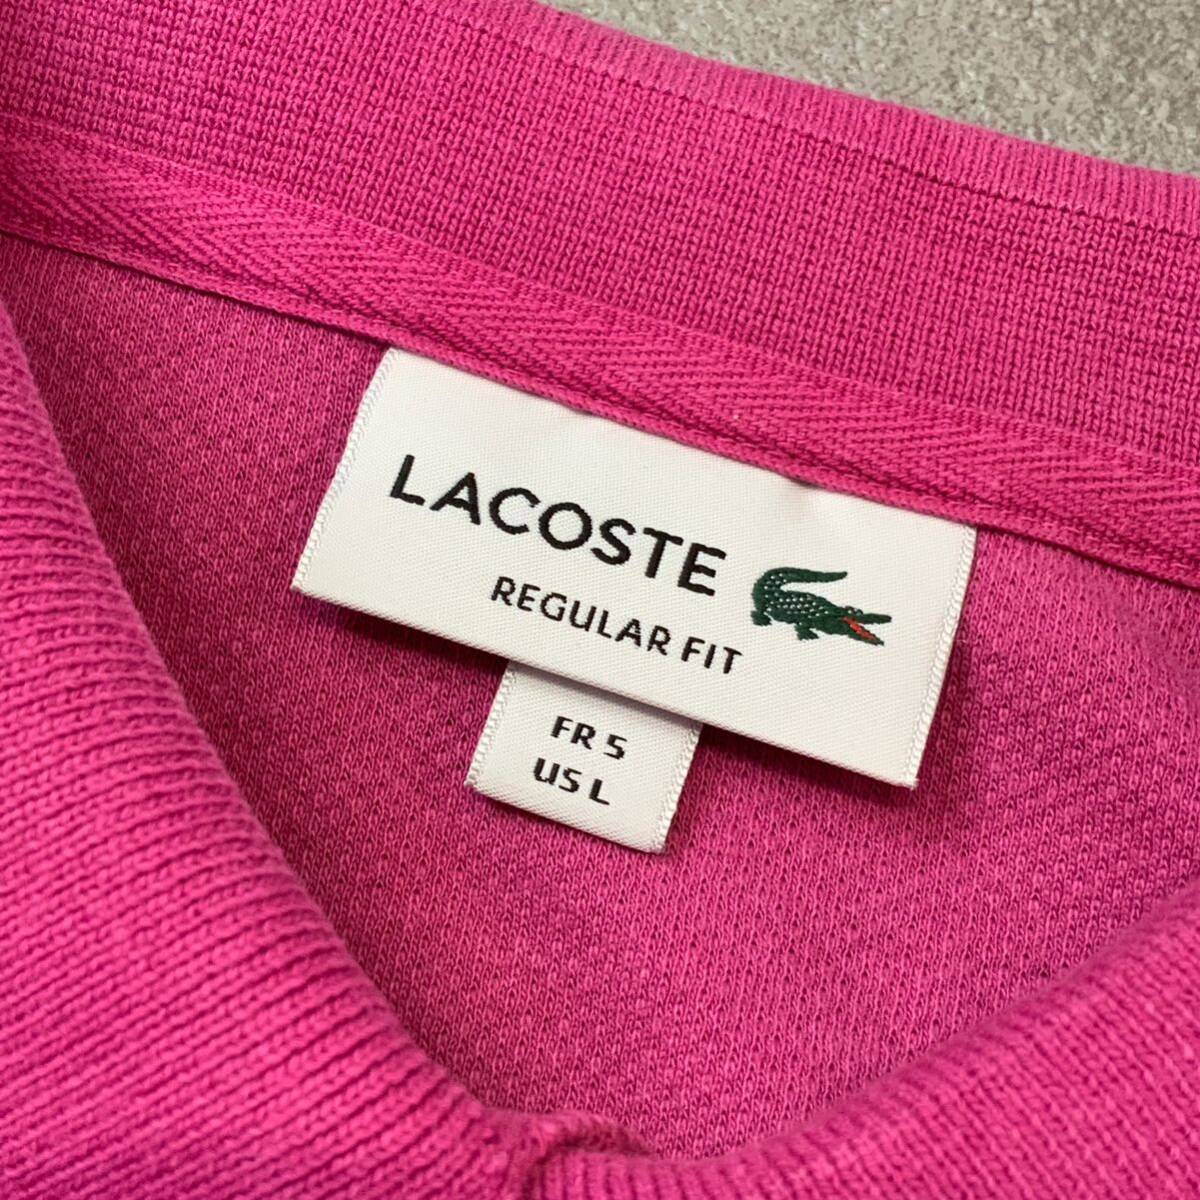 LACOSTE
REGULAR FIT
FR 5
US L